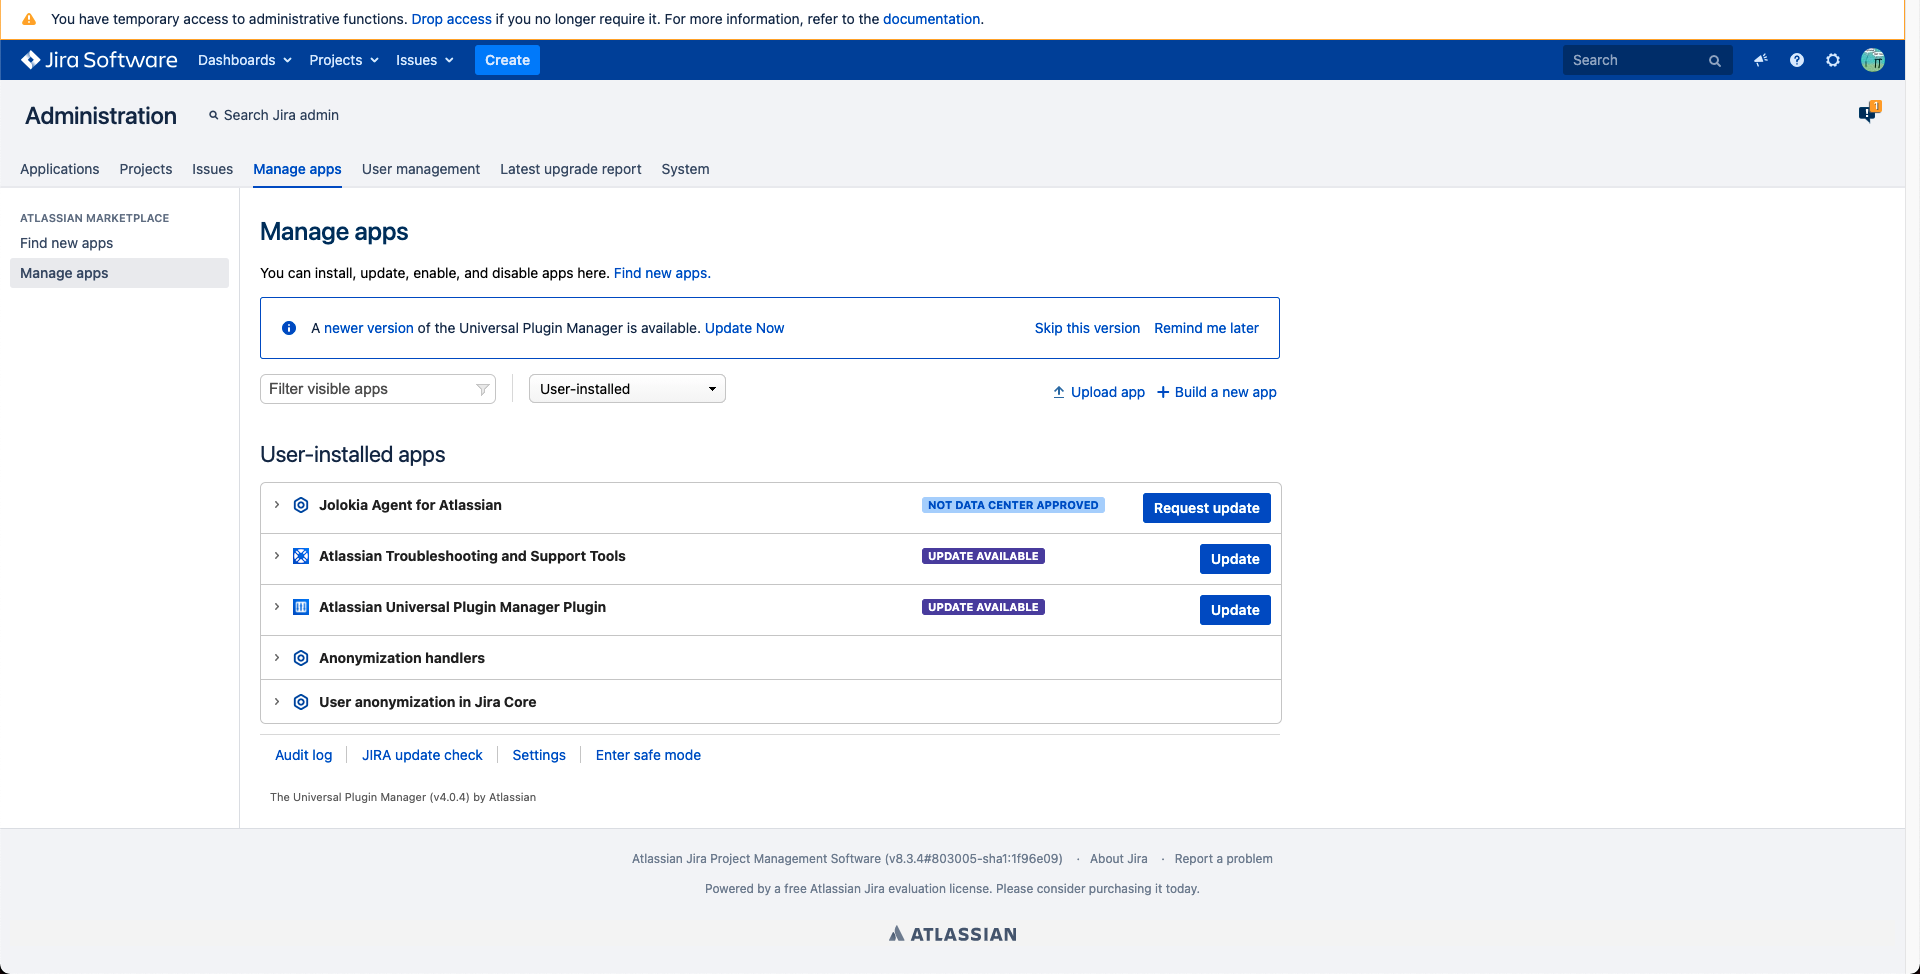 You have temporary access to administrative functions. Drop access if you no longer require it. For more information, refer to the documentation.
Jira Software Dashboards Projects Issues Create Search
Administration Search Jira admin 1
Applications Projects Issues Manage apps User management Latest upgrade report System
ATLASSIAN MARKETPLACE
Find new apps
Manage apps
Manage apps
You can install, update, enable, and disable apps here. Find new apps.
A newer version of the Universal Plugin Manager is available. Update Now Skip this version Remind me later
Filter visible apps User-installed Upload app Build a new app
User-installed apps
Jolokia Agent for Atlassian NOT DATA CENTER APPROVED Request update
Atlassian Troubleshooting and Support Tools UPDATE AVAILABLE Update
Atlassian Universal Plugin Manager Plugin UPDATE AVAILABLE Update
Anonymization handlers
User anonymization in Jira Core
Audit log JIRA update check Settings Enter safe mode
The Universal Plugin Manager (v4.0.4) by Atlassian
Atlassian Jira Project Management Software (v8.3.4#803005-sha1:1f96e09) · About Jira · Report a problem
Powered by a free Atlassian Jira evaluation license. Please consider purchasing it today.
ATLASSIAN